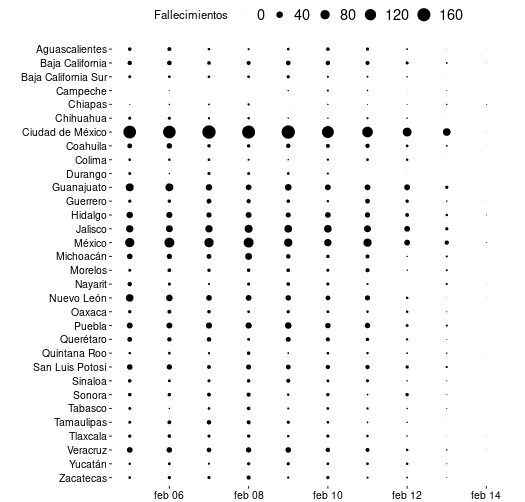 Fallecimientos 0 40 80 120 160
Aguascalientes
Baja California
Baja California Sur
Campeche
Chiapas
Chihuahua
Ciudad de México
Coahuila
Colima
Durango
Guanajuato
Guerrero
Hidalgo
Jalisco
México
Michoacán
Morelos
Nayarit
Nuevo León
Oaxaca
Puebla
Querétaro
Quintana Roo
San Luis Potosí
Sinaloa
Sonora
Tabasco
Tamaulipas
Tlaxcala
Veracruz
Yucatán
Zacatecas
feb 06 feb 08 feb 10 feb 12 feb 14